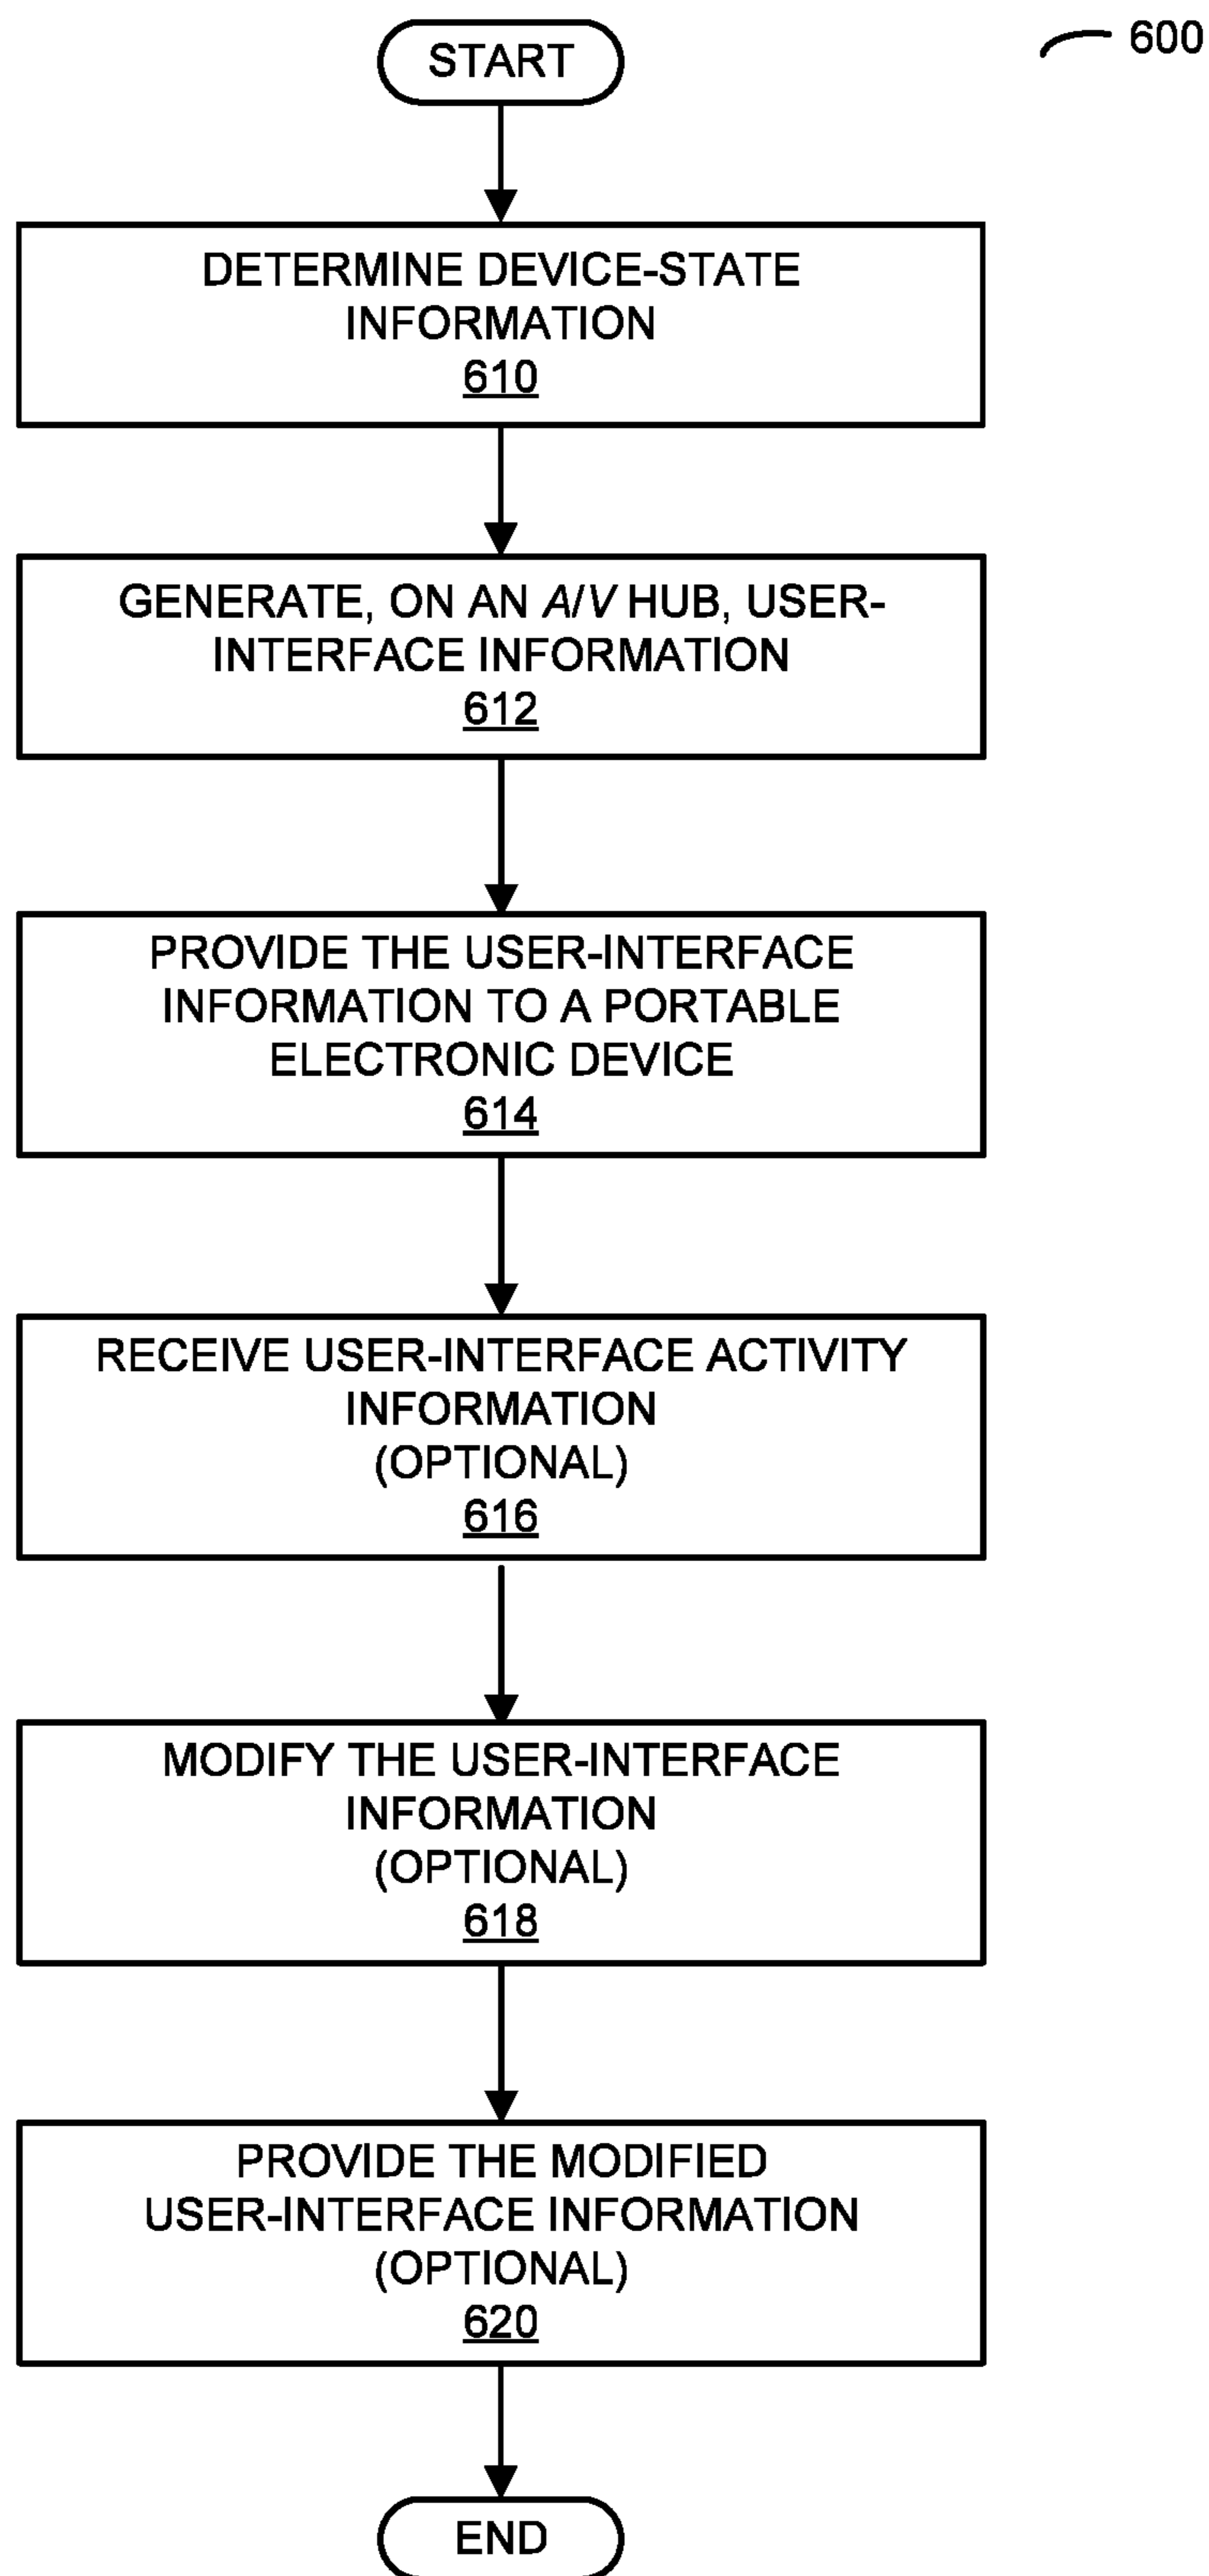 START
600
DETERMINE DEVICE-STATE
INFORMATION
610
GENERATE, ON AN A/V HUB, USER-
INTERFACE INFORMATION
612
PROVIDE THE USER-INTERFACE
INFORMATION TO A PORTABLE
ELECTRONIC DEVICE
614
RECEIVE USER-INTERFACE ACTIVITY
INFORMATION
(OPTIONAL)
616
MODIFY THE USER-INTERFACE
INFORMATION
(OPTIONAL)
618
PROVIDE THE MODIFIED
USER-INTERFACE INFORMATION
(OPTIONAL)
620
END